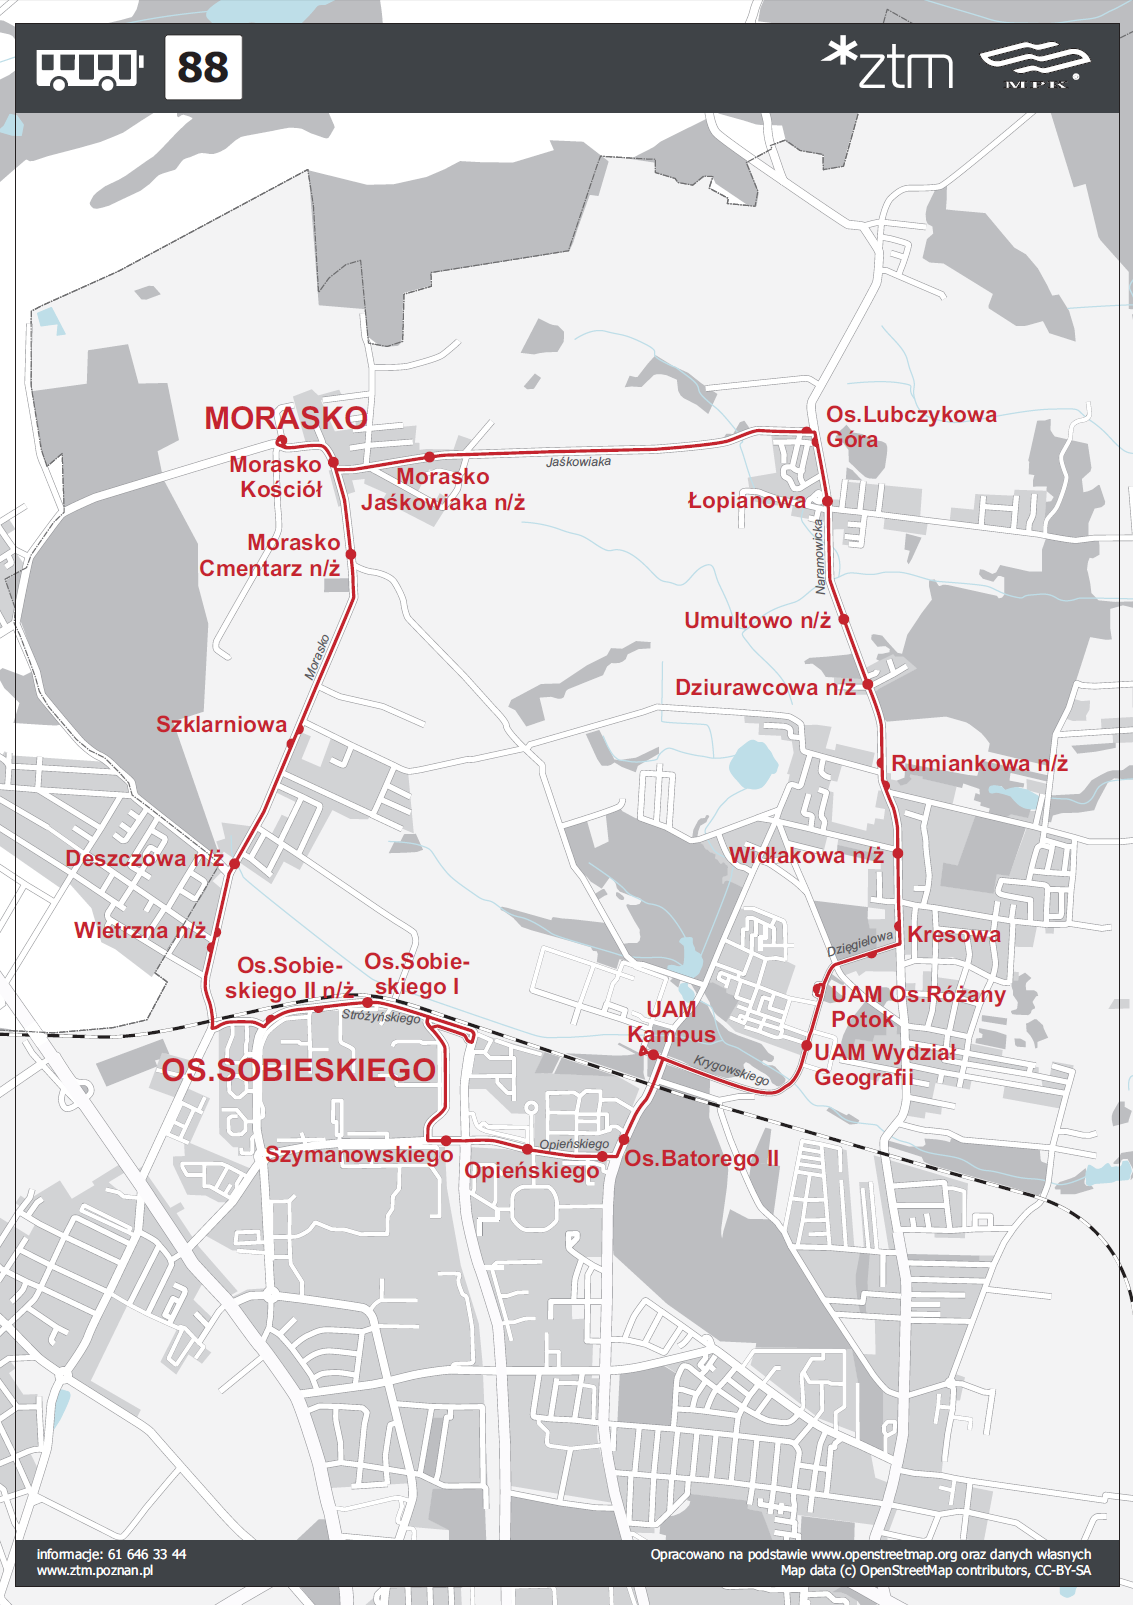 88
*ztm
MPK
MORASKO
Morasko
Kościół
Morasko
Jaśkowiaka n/ż
Jaśkowiaka
Os.Lubczykowa
Góra
Łopianowa
Naramowicka
Morasko
Cmentarz n/ż
Umultowo n/ż
Morasko
Dziurawcowa n/ż
Szklarniowa
Rumiankowa n/ż
Deszczowa n/ż
Widłakowa n/ż
Wietrzna n/ż
Kresowa
Dzięgielowa
Os.Sobie-
skiego II n/ż
Os.Sobie-
skiego I
Stróżyńskiego
UAM Os.Różany
Potok
UAM
Kampus
UAM Wydział
Geografii
Krygowskiego
OS.SOBIESKIEGO
Szymanowskiego
Opieńskiego
Opieńskiego
Os.Batorego II
informacje: 61 646 33 44
www.ztm.poznan.pl
Opracowano na podstawie www.openstreetmap.org oraz danych własnych
Map data (c) OpenStreetMap contributors, CC-BY-SA